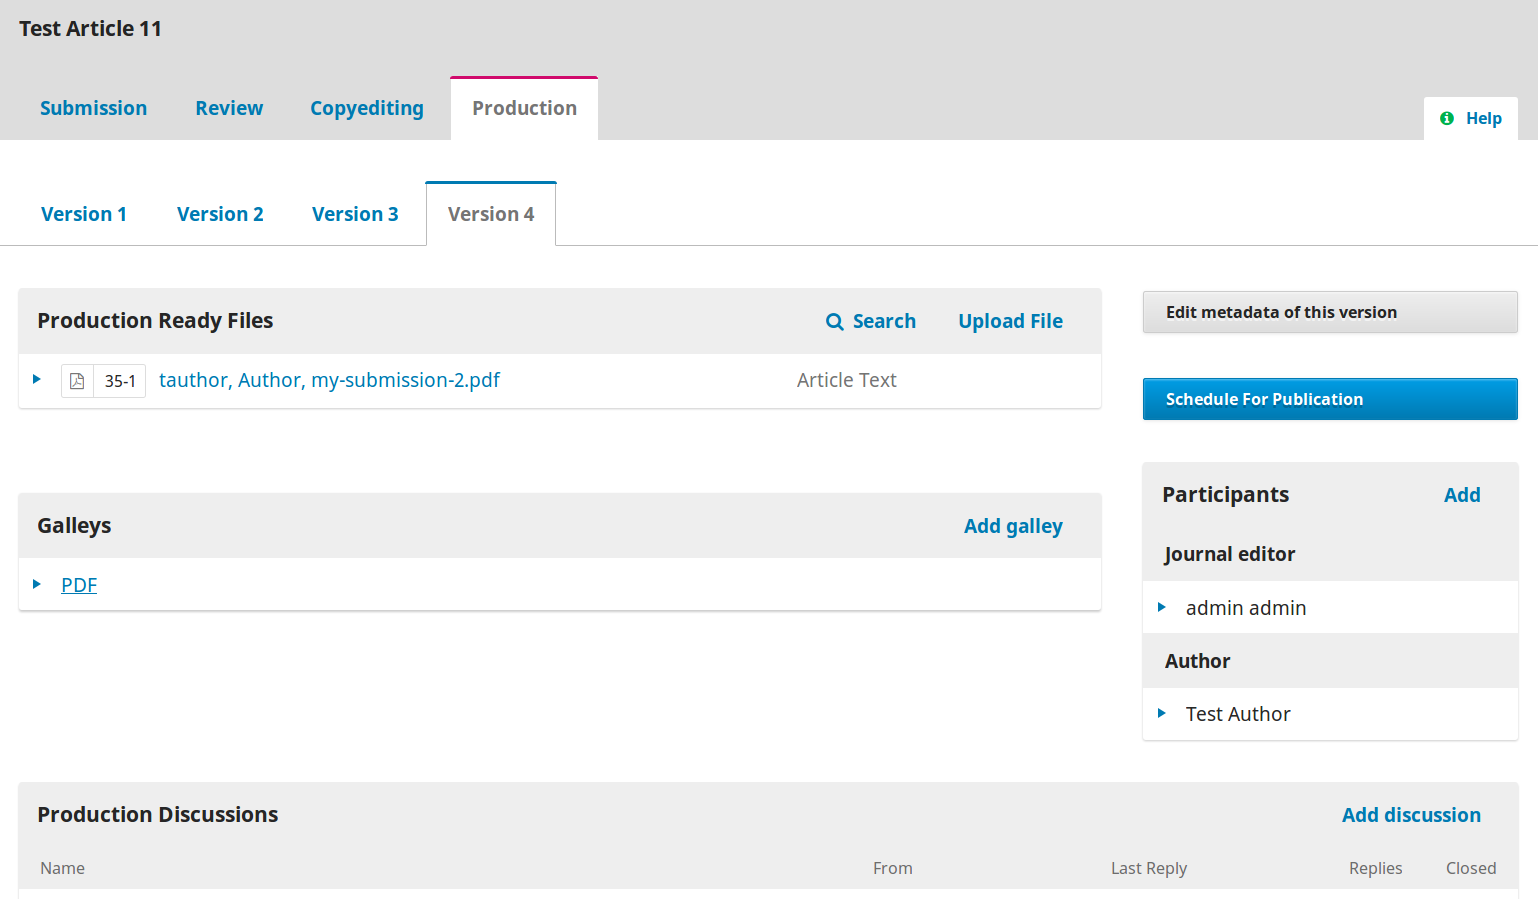 Test Article 11
Submission Review Copyediting Production
Help
Version 1 Version 2 Version 3 Version 4
Production Ready Files Search Upload File
35-1 tauthor, Author, my-submission-2.pdf Article Text
Galleys Add galley
PDF
Edit metadata of this version
Schedule For Publication
Participants Add
Journal editor
admin admin
Author
Test Author
Production Discussions Add discussion
Name From Last Reply Replies Closed